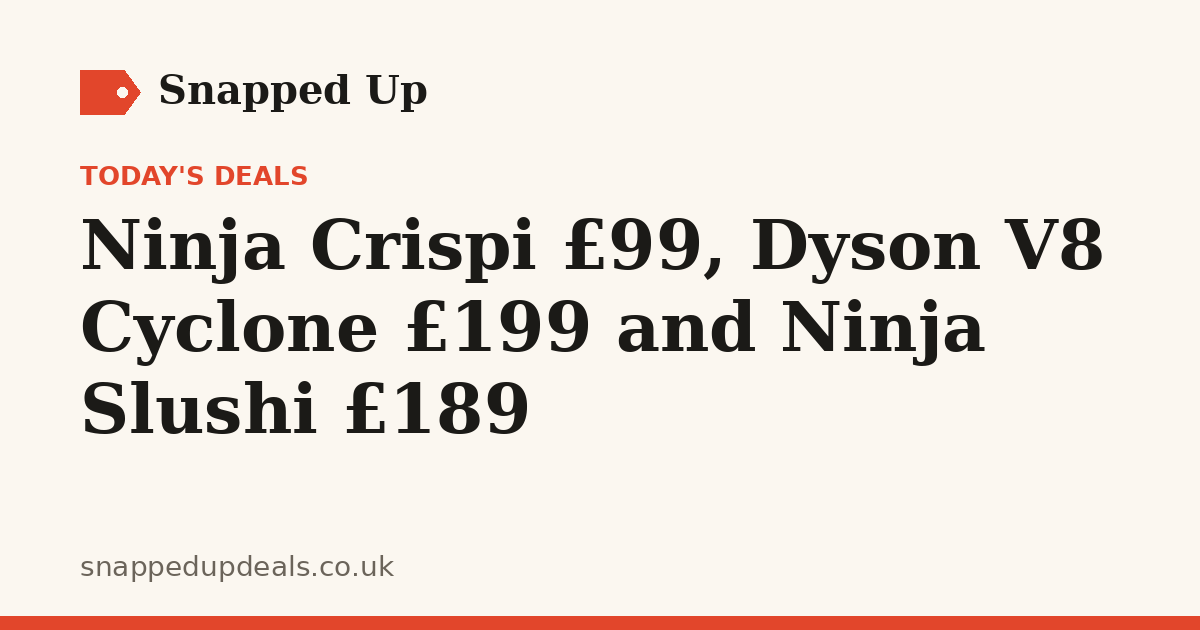 Snapped Up
TODAY'S DEALS
Ninja Crispi £99, Dyson V8
Cyclone £199 and Ninja
Slushi £189
snappedupdeals.co.uk